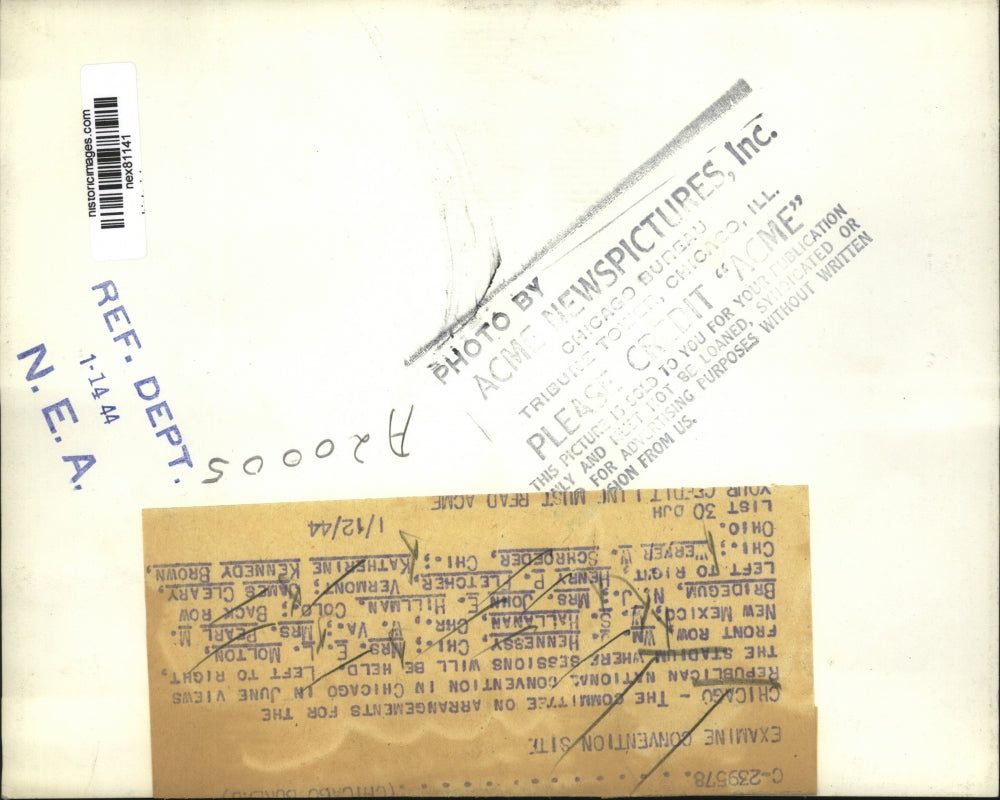 historicimages.com
nex81141
REF. DEPT.
1-14 44
N. E. A.
A20005
PHOTO BY
ACME NEWSPICTURES, Inc.
CHICAGO BUREAU
TRIBUNE TOWER, CHICAGO, ILL.
PLEASE CREDIT "ACME"
THIS PICTURE IS SOLD TO YOU FOR YOUR PUBLICATION
ONLY AND MUST NOT BE LOANED, SYNDICATED OR
FOR ADVERTISING PURPOSES WITHOUT WRITTEN
SION FROM US.
C-239578. . . . . . . . . . (CHICAGO BUREAU)
EXAMINE CONVENTION SITE
CHICAGO - THE COMMITTEE ON ARRANGEMENTS FOR THE
REPUBLICAN NATIONAL CONVENTION IN CHICAGO IN JUNE VIEWS
THE STADIUM WHERE SESSIONS WILL BE HELD. LEFT TO RIGHT,
FRONT ROW WM HENNESSY CHI; MRS. E. L. MOLTON,
NEW MEXICO HALLANAN, CHR. W. VA.; MRS. PEARL M.
BRIDEGUM, N. J.; MRS. JOHN E. HILLMAN, COLO.; BACK ROW
LEFT TO RIGHT HENRY P. FLETCHER, VERMONT; JAMES CLEARY,
CHI.; WERNER W. SCHROEDER, CHI.; KATHERINE KENNEDY BROWN,
OHIO.
LIST 30 DJH 1/12/44
YOUR CREDIT LINE MUST READ ACME